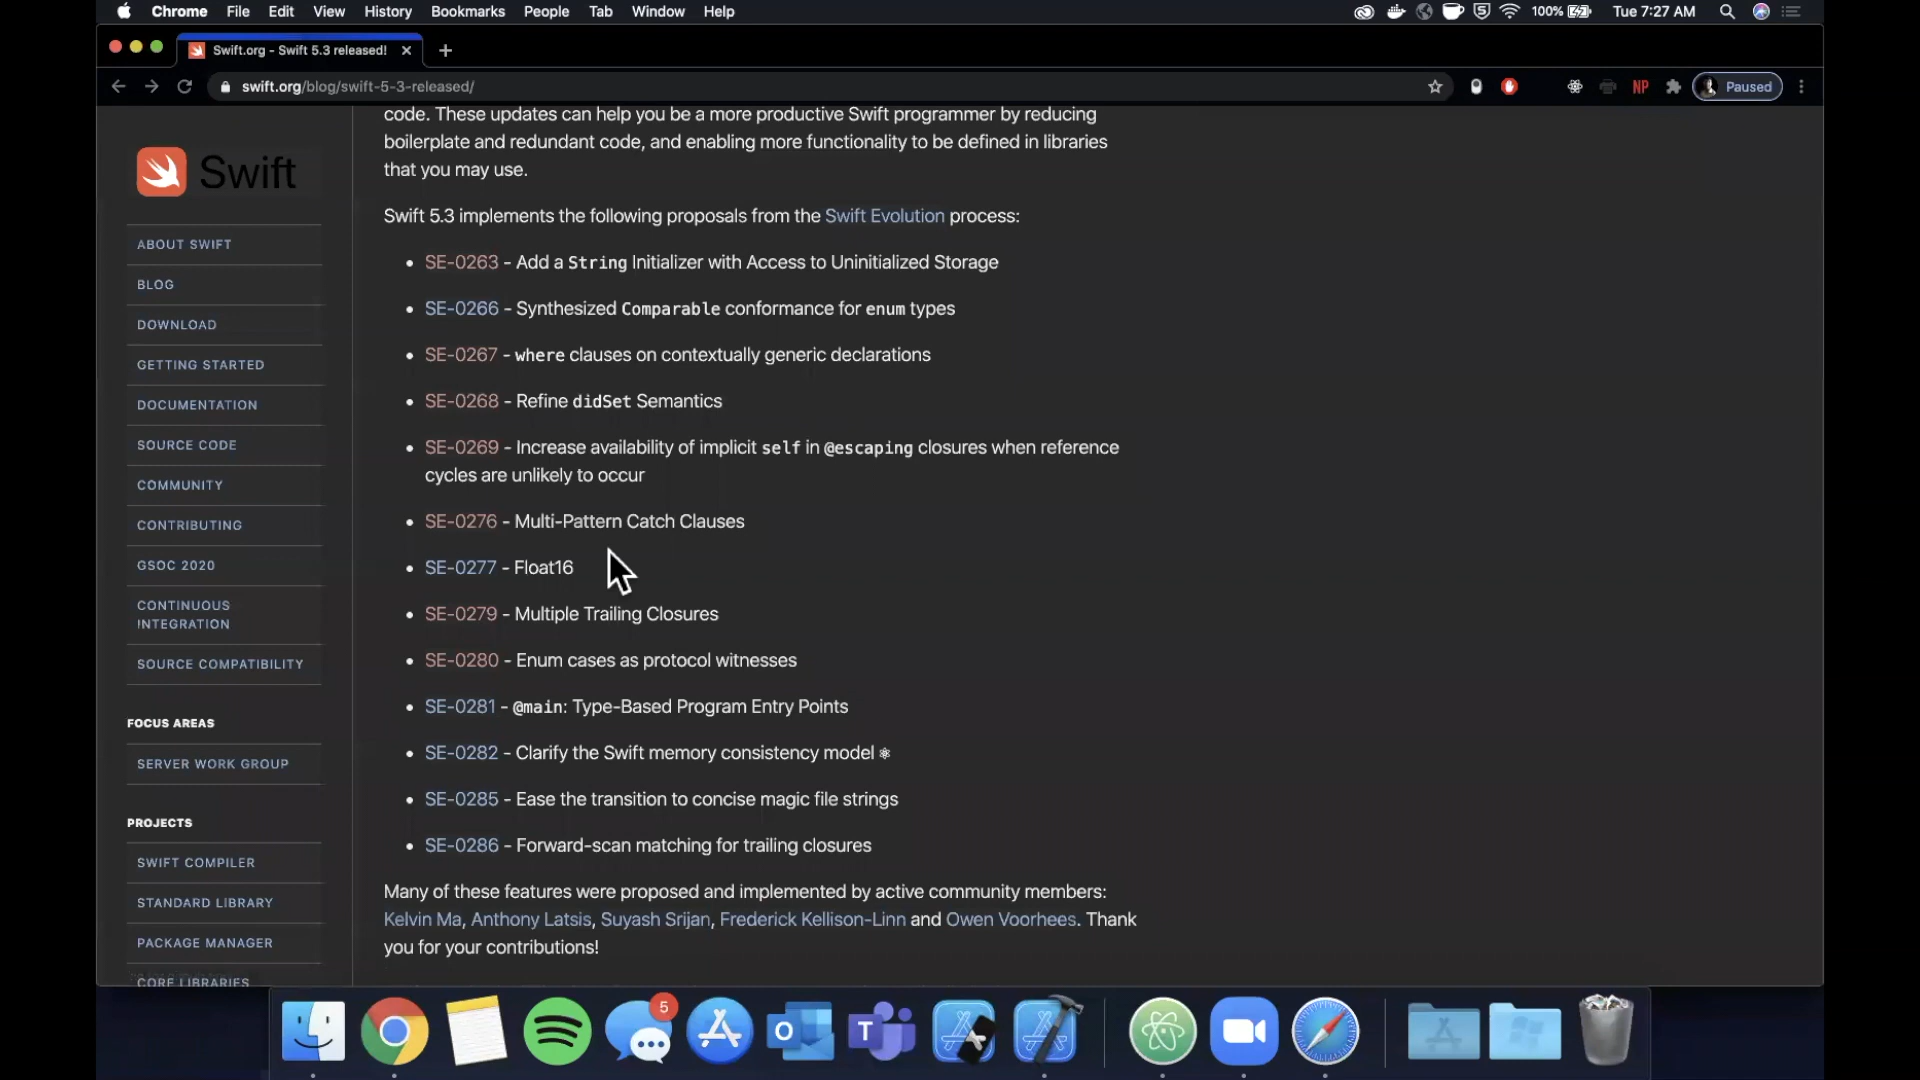 Chrome File Edit View History Bookmarks People Tab Window Help
100% Tue 7:27 AM
Swift.org - Swift 5.3 released!
swift.org/blog/swift-5-3-released/
NP
Paused
Swift
ABOUT SWIFT
BLOG
DOWNLOAD
GETTING STARTED
DOCUMENTATION
SOURCE CODE
COMMUNITY
CONTRIBUTING
GSOC 2020
CONTINUOUS
INTEGRATION
SOURCE COMPATIBILITY
FOCUS AREAS
SERVER WORK GROUP
PROJECTS
SWIFT COMPILER
STANDARD LIBRARY
PACKAGE MANAGER
CORE LIBRARIES
code. These updates can help you be a more productive Swift programmer by reducing
boilerplate and redundant code, and enabling more functionality to be defined in libraries
that you may use.
Swift 5.3 implements the following proposals from the Swift Evolution process:
• SE-0263 - Add a String Initializer with Access to Uninitialized Storage
• SE-0266 - Synthesized Comparable conformance for enum types
• SE-0267 - where clauses on contextually generic declarations
• SE-0268 - Refine didSet Semantics
• SE-0269 - Increase availability of implicit self in @escaping closures when reference
cycles are unlikely to occur
• SE-0276 - Multi-Pattern Catch Clauses
• SE-0277 - Float16
• SE-0279 - Multiple Trailing Closures
• SE-0280 - Enum cases as protocol witnesses
• SE-0281 - @main: Type-Based Program Entry Points
• SE-0282 - Clarify the Swift memory consistency model ⚛︎
• SE-0285 - Ease the transition to concise magic file strings
• SE-0286 - Forward-scan matching for trailing closures
Many of these features were proposed and implemented by active community members:
Kelvin Ma, Anthony Latsis, Suyash Srijan, Frederick Kellison-Linn and Owen Voorhees. Thank
you for your contributions!
5